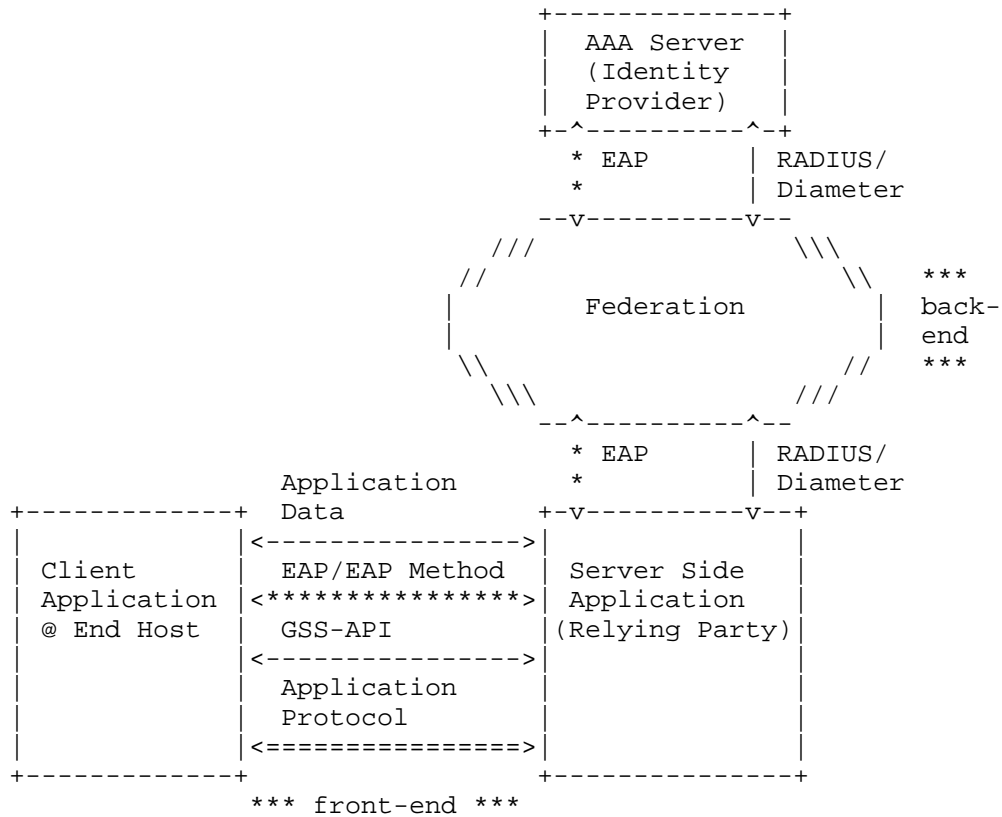 AAA Server
(Identity
Provider)
* EAP | RADIUS/
* | Diameter
***
Federation back-
end
***
* EAP | RADIUS/
Application * | Diameter
Data
Client EAP/EAP Method Server Side
Application <****************> Application
@ End Host GSS-API (Relying Party)
Application
Protocol
*** front-end ***